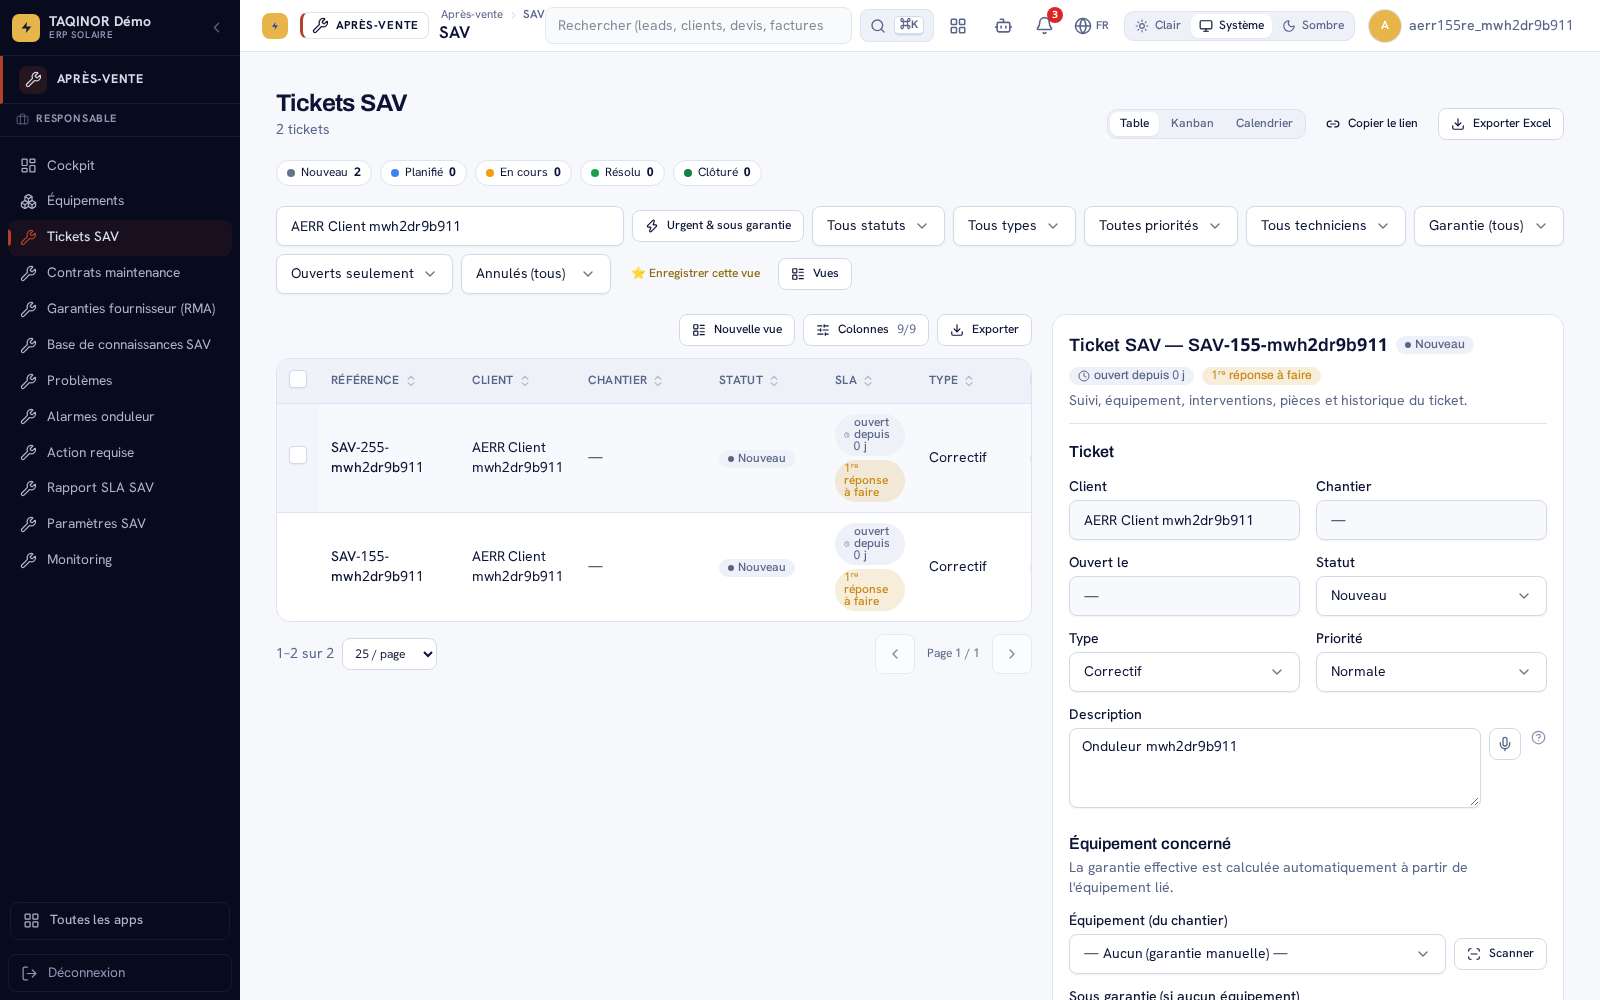 TAQINOR Démo
ERP SOLAIRE
APRÈS-VENTE
RESPONSABLE
Cockpit
Équipements
Tickets SAV
Contrats maintenance
Garanties fournisseur (RMA)
Base de connaissances SAV
Problèmes
Alarmes onduleur
Action requise
Rapport SLA SAV
Paramètres SAV
Monitoring
Toutes les apps
Déconnexion
APRÈS-VENTE
Après-vente › SAV
SAV
Rechercher (leads, clients, devis, factures
⌘K
3
FR
Clair
Système
Sombre
A
aerr155re_mwh2dr9b911
Tickets SAV
2 tickets
Table
Kanban
Calendrier
Copier le lien
Exporter Excel
Nouveau 2
Planifié 0
En cours 0
Résolu 0
Clôturé 0
AERR Client mwh2dr9b911
Urgent & sous garantie
Tous statuts
Tous types
Toutes priorités
Tous techniciens
Garantie (tous)
Ouverts seulement
Annulés (tous)
⭐ Enregistrer cette vue
Vues
Nouvelle vue
Colonnes 9/9
Exporter
RÉFÉRENCE
CLIENT
CHANTIER
STATUT
SLA
TYPE
SAV-255-
mwh2dr9b911
AERR Client
mwh2dr9b911
—
Nouveau
ouvert
depuis
0 j
1ʳᵉ
réponse
à faire
Correctif
SAV-155-
mwh2dr9b911
AERR Client
mwh2dr9b911
—
Nouveau
ouvert
depuis
0 j
1ʳᵉ
réponse
à faire
Correctif
1–2 sur 2
25 / page
Page 1 / 1
Ticket SAV — SAV-155-mwh2dr9b911
Nouveau
ouvert depuis 0 j
1ʳᵉ réponse à faire
Suivi, équipement, interventions, pièces et historique du ticket.
Ticket
Client
Chantier
AERR Client mwh2dr9b911
—
Ouvert le
Statut
—
Nouveau
Type
Priorité
Correctif
Normale
Description
Onduleur mwh2dr9b911
Équipement concerné
La garantie effective est calculée automatiquement à partir de
l'équipement lié.
Équipement (du chantier)
— Aucun (garantie manuelle) —
Scanner
Sous garantie (si aucun équipement)